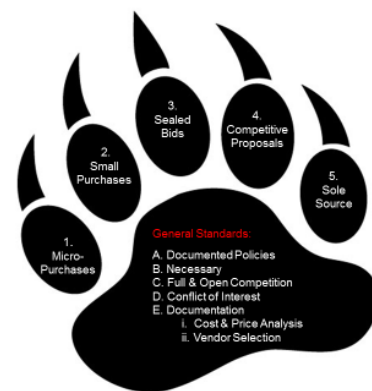 1.
Micro-
Purchases
2.
Small
Purchases
3.
Sealed
Bids
4.
Competitive
Proposals
5.
Sole
Source
General Standards:
A. Documented Policies
B. Necessary
C. Full & Open Competition
D. Conflict of Interest
E. Documentation
i. Cost & Price Analysis
ii. Vendor Selection